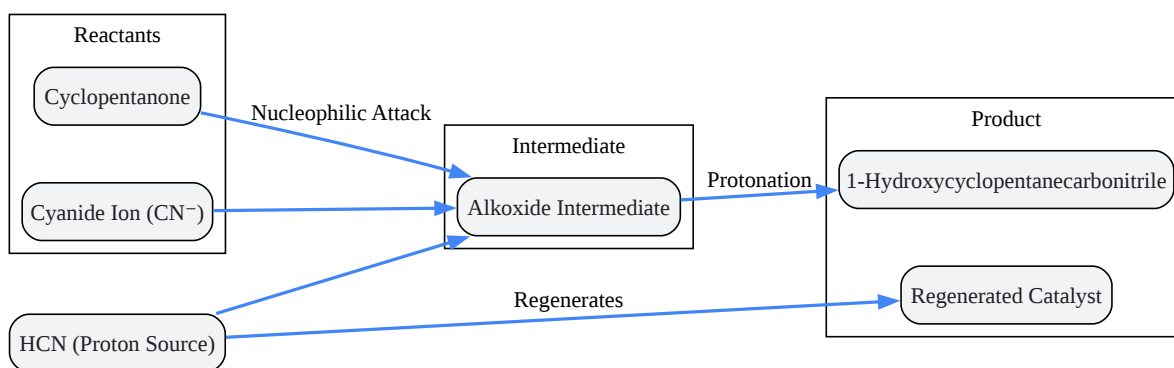 Reactants
Cyclopentanone
Nucleophilic Attack
Cyanide Ion (CN⁻)
HCN (Proton Source)
Intermediate
Alkoxide Intermediate
Protonation
Regenerates
Product
1-Hydroxycyclopentanecarbonitrile
Regenerated Catalyst